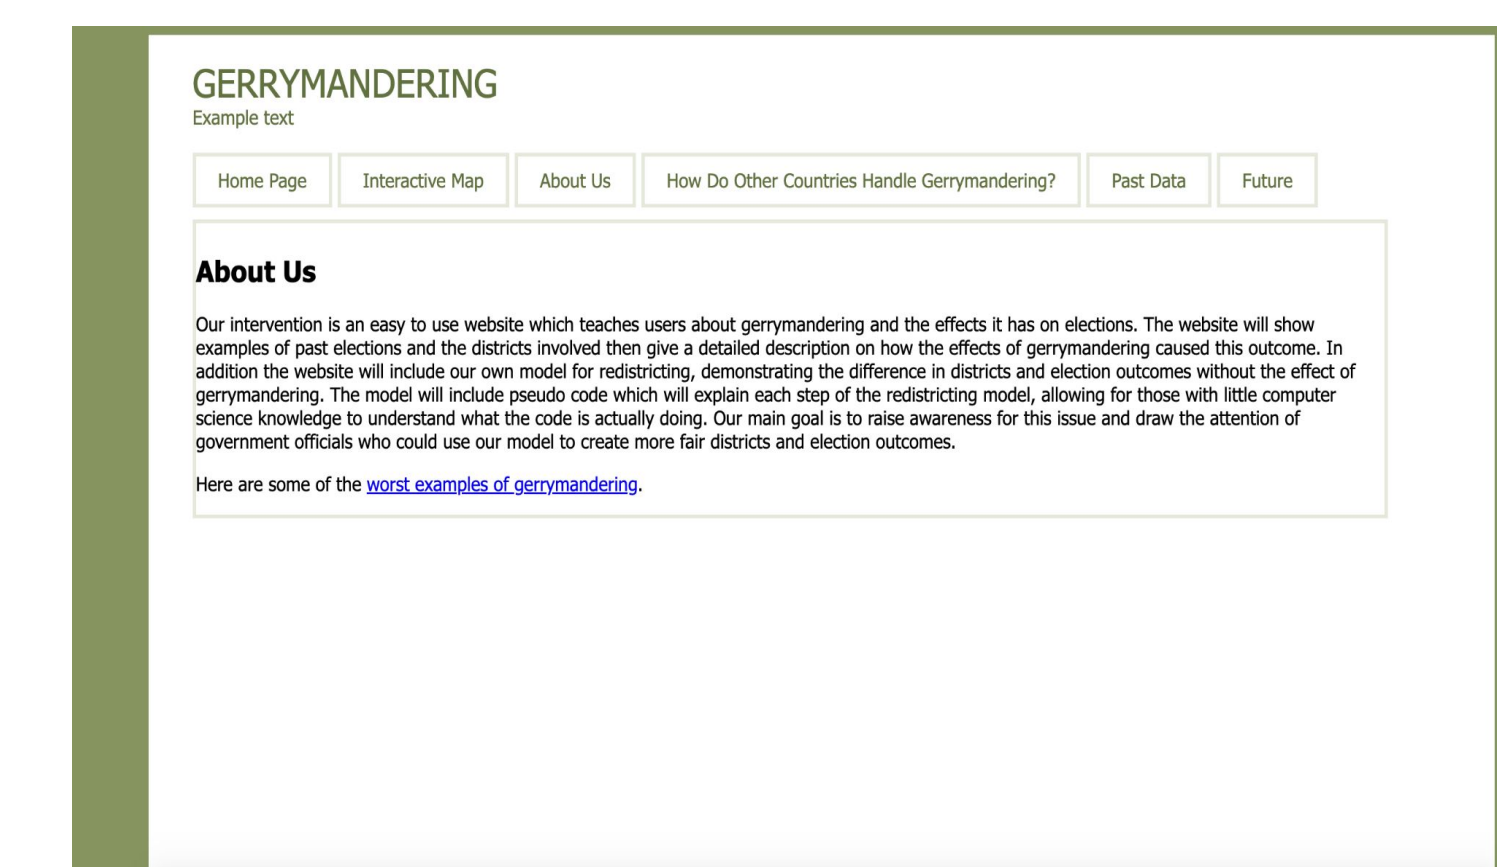 GERRYMANDERING
Example text
Home Page Interactive Map About Us How Do Other Countries Handle Gerrymandering? Past Data Future
About Us
Our intervention is an easy to use website which teaches users about gerrymandering and the effects it has on elections. The website will show
examples of past elections and the districts involved then give a detailed description on how the effects of gerrymandering caused this outcome. In
addition the website will include our own model for redistricting, demonstrating the difference in districts and election outcomes without the effect of
gerrymandering. The model will include pseudo code which will explain each step of the redistricting model, allowing for those with little computer
science knowledge to understand what the code is actually doing. Our main goal is to raise awareness for this issue and draw the attention of
government officials who could use our model to create more fair districts and election outcomes.
Here are some of the worst examples of gerrymandering.